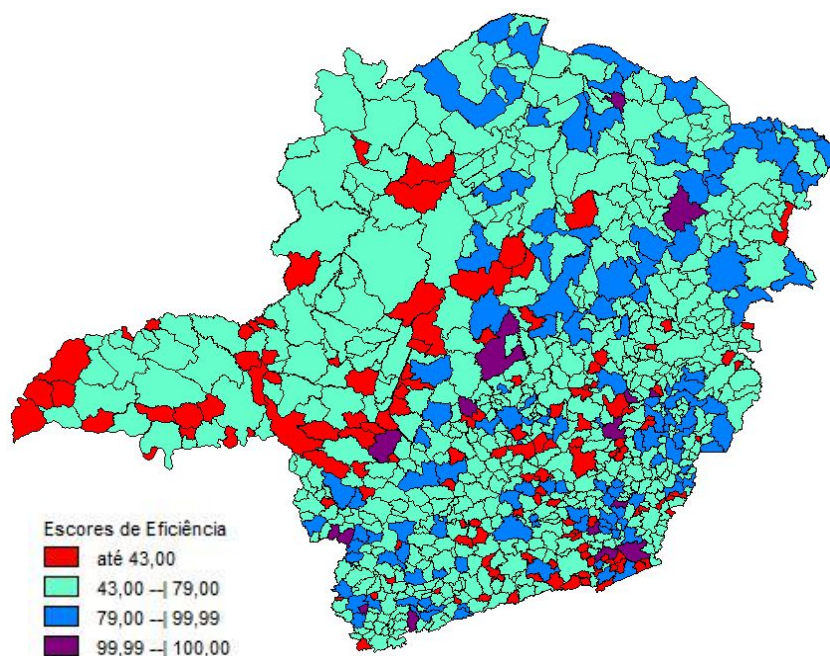 Escores de Eficiência
até 43,00
43,00 --| 79,00
79,00 --| 99,99
99,99 --| 100,00